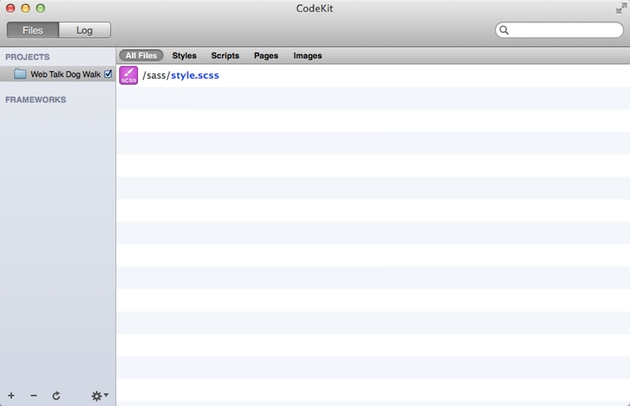 CodeKit
Files Log
PROJECTS
Web Talk Dog Walk
FRAMEWORKS
All Files Styles Scripts Pages Images
SCSS /sass/style.scss